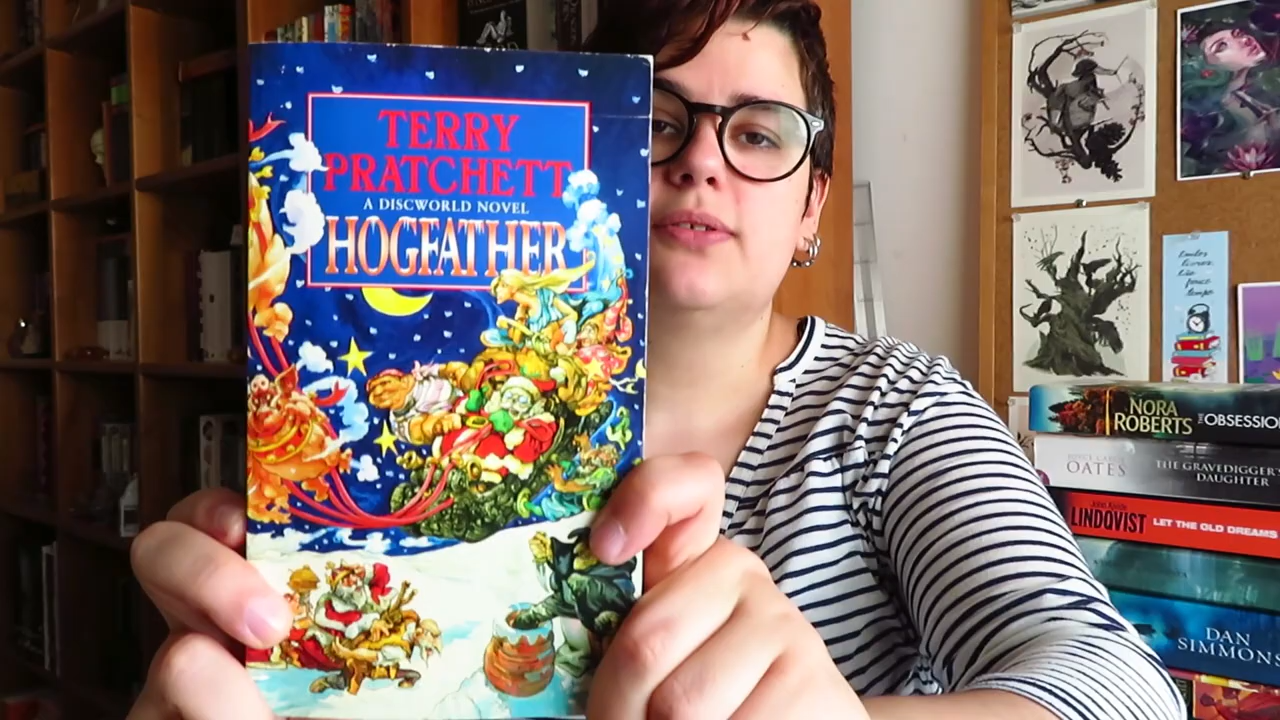 TERRY
PRATCHETT
A DISCWORLD NOVEL
HOGFATHER
NORA
ROBERTS
THE OBSESSION
OATES
THE GRAVEDIGGER'S
DAUGHTER
LINDQVIST
LET THE OLD DREAMS
DAN
SIMMONS